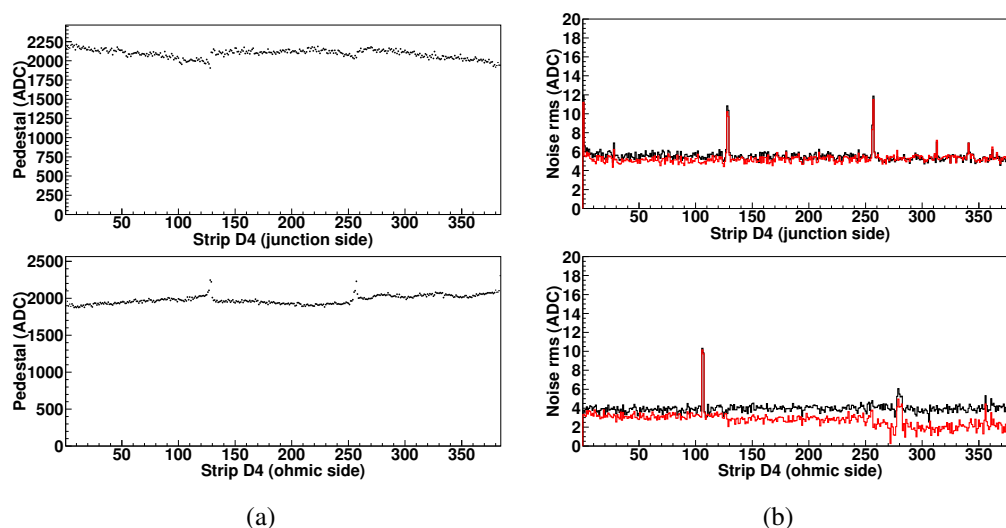 Pedestal (ADC)
2250
2000
1750
1500
1250
1000
750
500
250
0
50 100 150 200 250 300 350
Strip D4 (junction side)
Noise rms (ADC)
20
18
16
14
12
10
8
6
4
2
0
50 100 150 200 250 300 350
Strip D4 (junction side)
Pedestal (ADC)
2500
2000
1500
1000
500
0
50 100 150 200 250 300 350
Strip D4 (ohmic side)
Noise rms (ADC)
20
18
16
14
12
10
8
6
4
2
0
50 100 150 200 250 300 350
Strip D4 (ohmic side)
(a) (b)